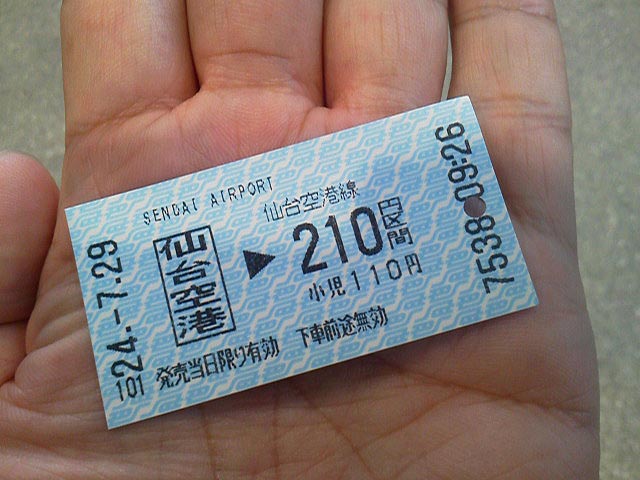 SENDAI AIRPORT
仙台空港線
仙台空港 ▶ 210円区間
小児110円
発売当日限り有効 下車前途無効
24.-7.29
101
7538 09:26